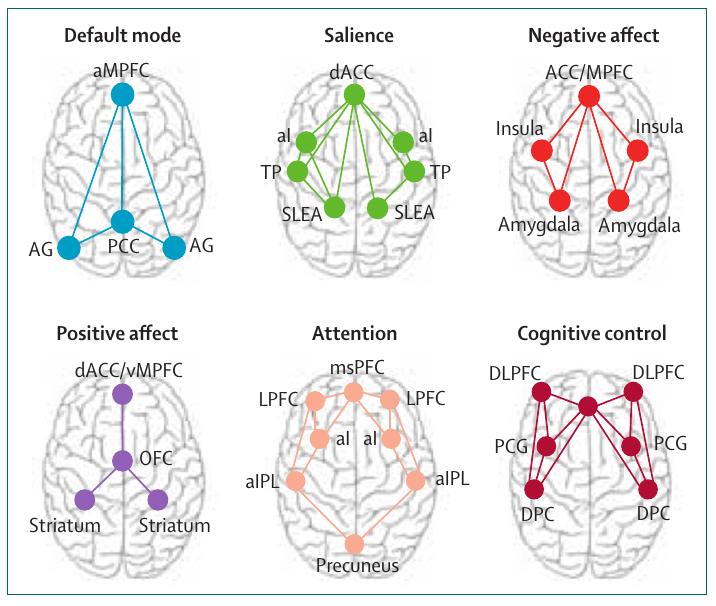 Default mode
aMPFC
AG
PCC
AG
Salience
dACC
aI
aI
TP
TP
SLEA
SLEA
Negative affect
ACC/MPFC
Insula
Insula
Amygdala
Amygdala
Positive affect
dACC/vMPFC
OFC
Striatum
Striatum
Attention
msPFC
LPFC
LPFC
aI
aI
aIPL
aIPL
Precuneus
Cognitive control
DLPFC
DLPFC
PCG
PCG
DPC
DPC